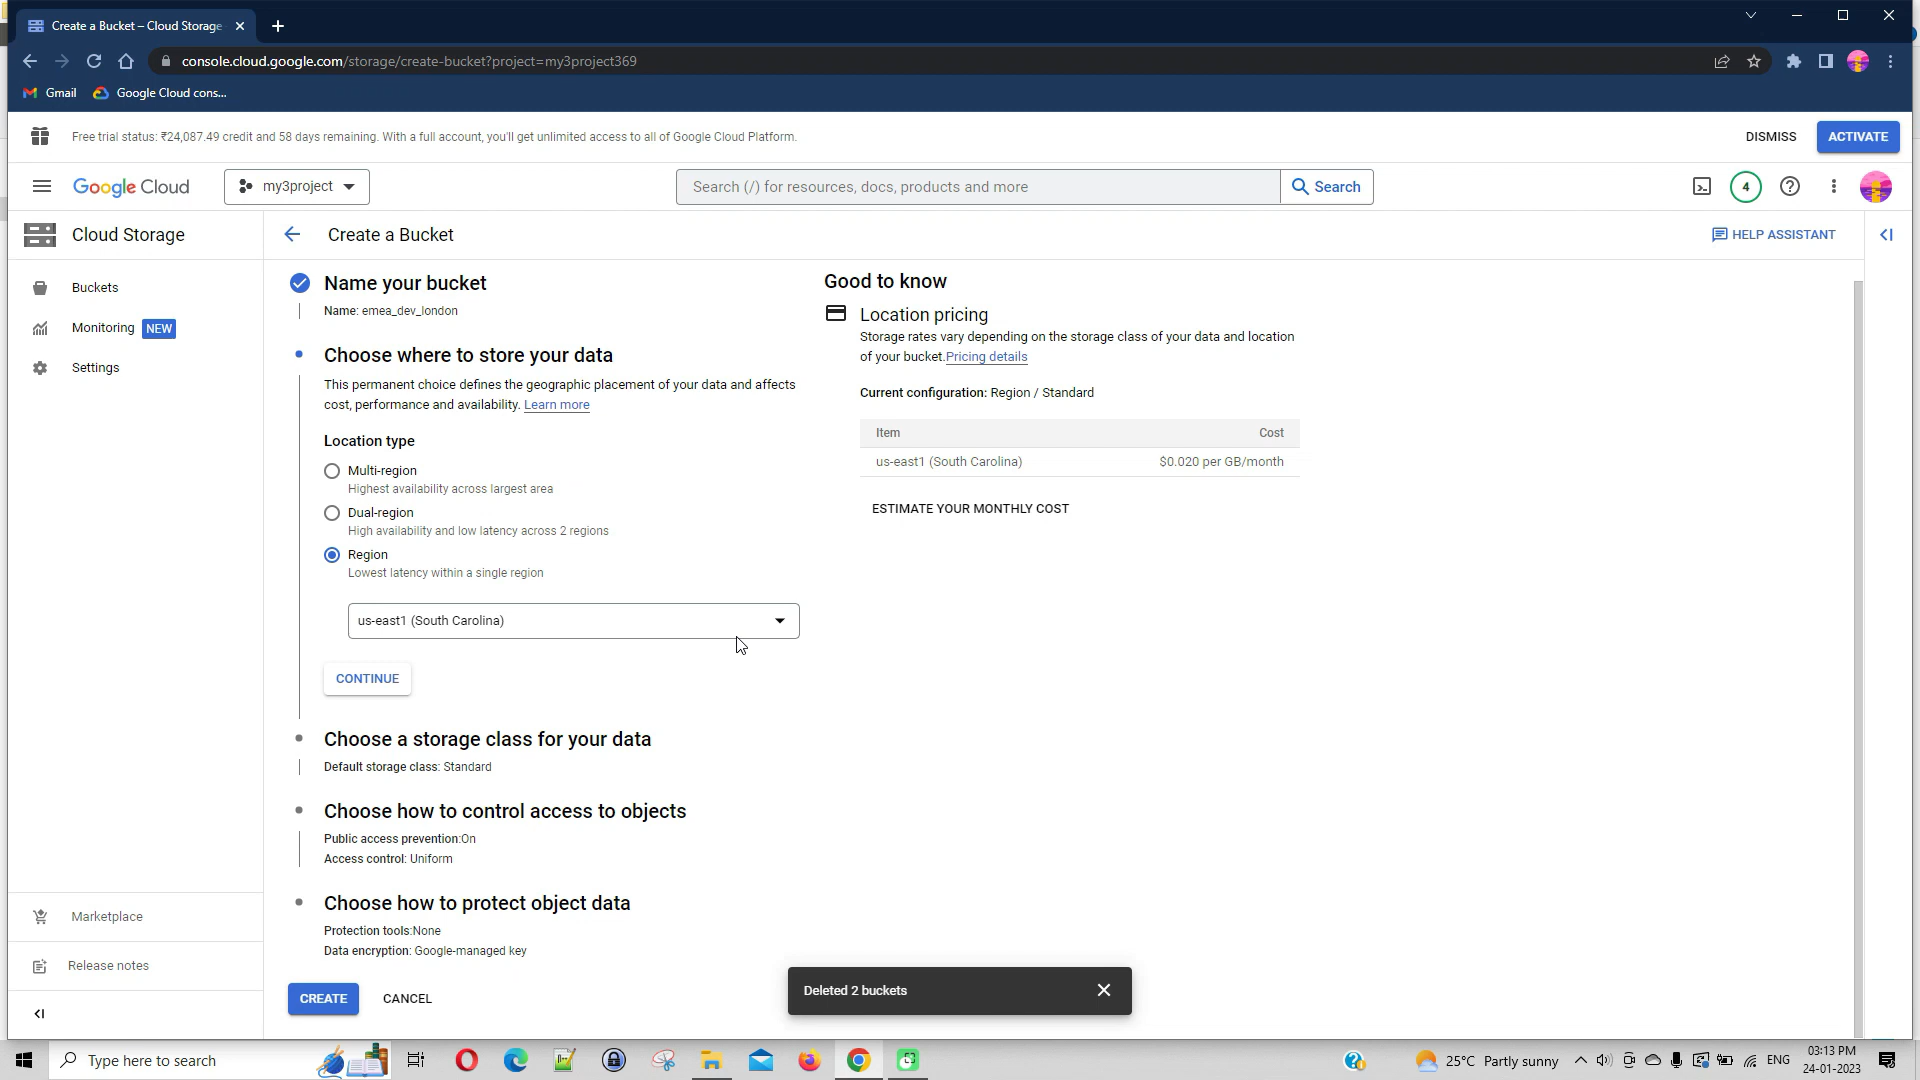 Create a Bucket – Cloud Storage
console.cloud.google.com/storage/create-bucket?project=my3project369
Gmail
Google Cloud cons...
Free trial status: ₹24,087.49 credit and 58 days remaining. With a full account, you'll get unlimited access to all of Google Cloud Platform.
DISMISS
ACTIVATE
Google Cloud
my3project
Search (/) for resources, docs, products and more
Search
4
Cloud Storage
Create a Bucket
HELP ASSISTANT
Buckets
Monitoring NEW
Settings
Marketplace
Release notes
Name your bucket
Name: emea_dev_london
Choose where to store your data
This permanent choice defines the geographic placement of your data and affects
cost, performance and availability. Learn more
Location type
Multi-region
Highest availability across largest area
Dual-region
High availability and low latency across 2 regions
Region
Lowest latency within a single region
us-east1 (South Carolina)
CONTINUE
Choose a storage class for your data
Default storage class: Standard
Choose how to control access to objects
Public access prevention:On
Access control: Uniform
Choose how to protect object data
Protection tools:None
Data encryption: Google-managed key
CREATE
CANCEL
Good to know
Location pricing
Storage rates vary depending on the storage class of your data and location
of your bucket.Pricing details
Current configuration: Region / Standard
Item Cost
us-east1 (South Carolina) $0.020 per GB/month
ESTIMATE YOUR MONTHLY COST
Deleted 2 buckets
Type here to search
25°C Partly sunny
ENG
03:13 PM
24-01-2023